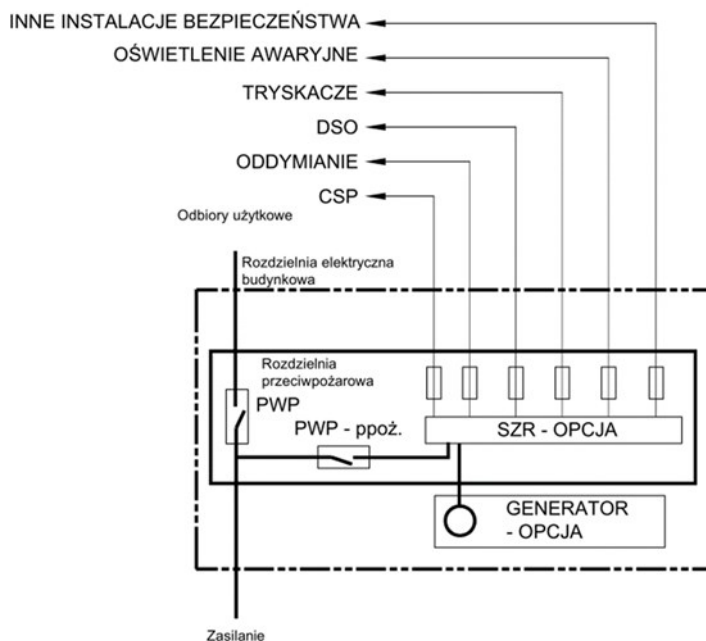 INNE INSTALACJE BEZPIECZEŃSTWA
OŚWIETLENIE AWARYJNE
TRYSKACZE
DSO
ODDYMIANIE
CSP
Odbiory użytkowe
Rozdzielnia elektryczna
budynkowa
Rozdzielnia
przeciwpożarowa
PWP
PWP - ppoż.
SZR - OPCJA
GENERATOR
- OPCJA
Zasilanie